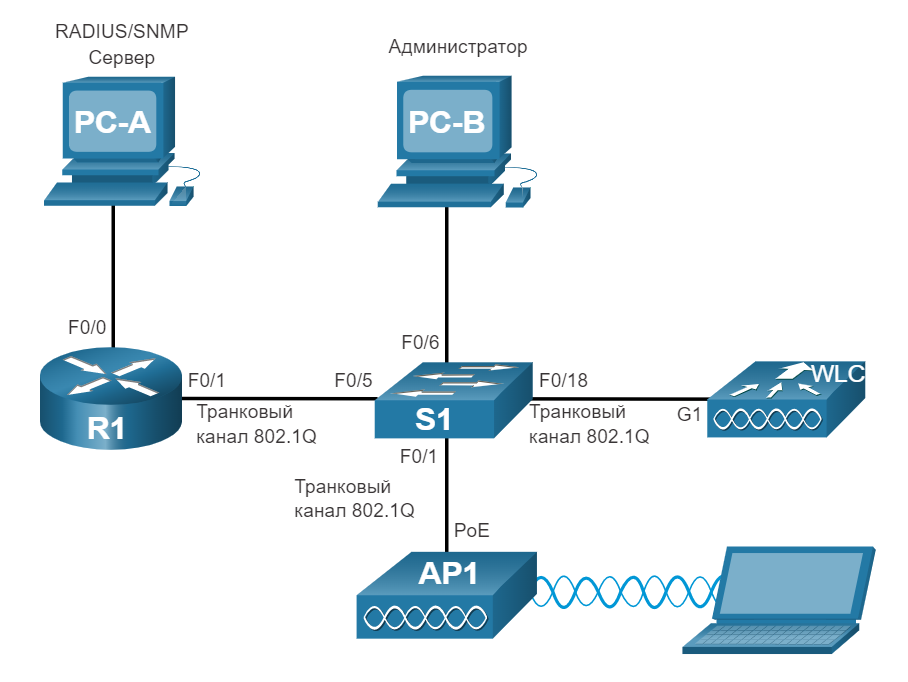 RADIUS/SNMP
Сервер
Администратор
PC-A
PC-B
F0/0
F0/6
F0/1
F0/5
F0/18
WLC
Транковый
канал 802.1Q
R1
S1
Транковый
канал 802.1Q
G1
F0/1
Транковый
канал 802.1Q
PoE
AP1